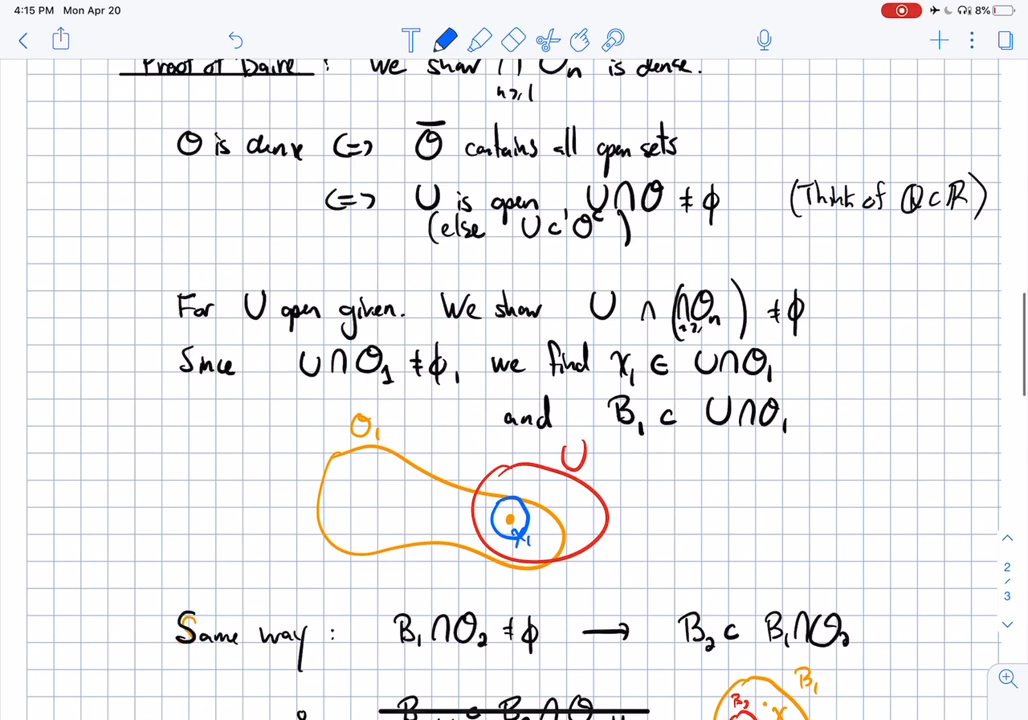 4:15 PM Mon Apr 20
8%
Proof of Baire : We show ⋂ O_n is dense.
n ≥ 1
O is dense <=> O̅ contains all open sets
<=> U is open, U ∩ O ≠ ϕ (Think of Q ⊂ R)
(else U ⊂ O^c)
For U open given. We show U ∩ (∩O_n) ≠ ϕ
n≥1
Since U ∩ O_1 ≠ ϕ, we find x_1 ∈ U ∩ O_1
and B_1 ⊂ U ∩ O_1
O_1
U
x_1
Same way : B_1 ∩ O_2 ≠ ϕ → B_2 ⊂ B_1 ∩ O_2
B_1
B_2
x
2
/
3